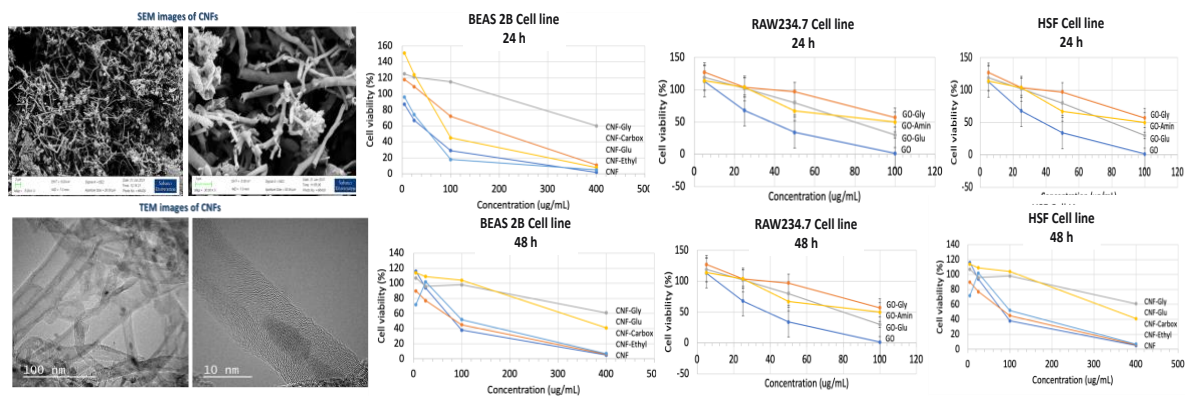 SEM images of CNFs
TEM images of CNFs
100 nm
10 nm
BEAS 2B Cell line
24 h
Cell viability (%)
160
140
120
100
80
60
40
20
0
0
100
200
300
400
CNF-Gly
CNF-Carbox
CNF-Glu
CNF-Ethyl
CNF
Concentration (ug/mL)
RAW234.7 Cell line
24 h
Cell viability (%)
150
100
50
0
-50
0
20
40
60
80
100
120
GO-Gly
GO-Amin
GO-Glu
GO
HSF Cell line
24 h
Cell viability (%)
150
100
50
0
-50
0
20
40
60
80
100
120
GO-Gly
GO-Amin
GO-Glu
GO
BEAS 2B Cell line
48 h
Cell viability (%)
140
120
100
80
60
40
20
0
0
100
200
300
400
CNF-Gly
CNF-Glu
CNF-Carbox
CNF-Ethyl
CNF
Concentration (ug/mL)
RAW234.7 Cell line
48 h
Cell viability (%)
150
100
50
0
-50
0
20
40
60
80
100
120
GO-Gly
GO-Amin
GO-Glu
GO
Concentration (ug/mL)
HSF Cell line
48 h
Cell viability (%)
140
120
100
80
60
40
20
0
0
100
200
300
400
CNF-Gly
CNF-Glu
CNF-Carbox
CNF-Ethyl
CNF
Concentration (ug/mL)